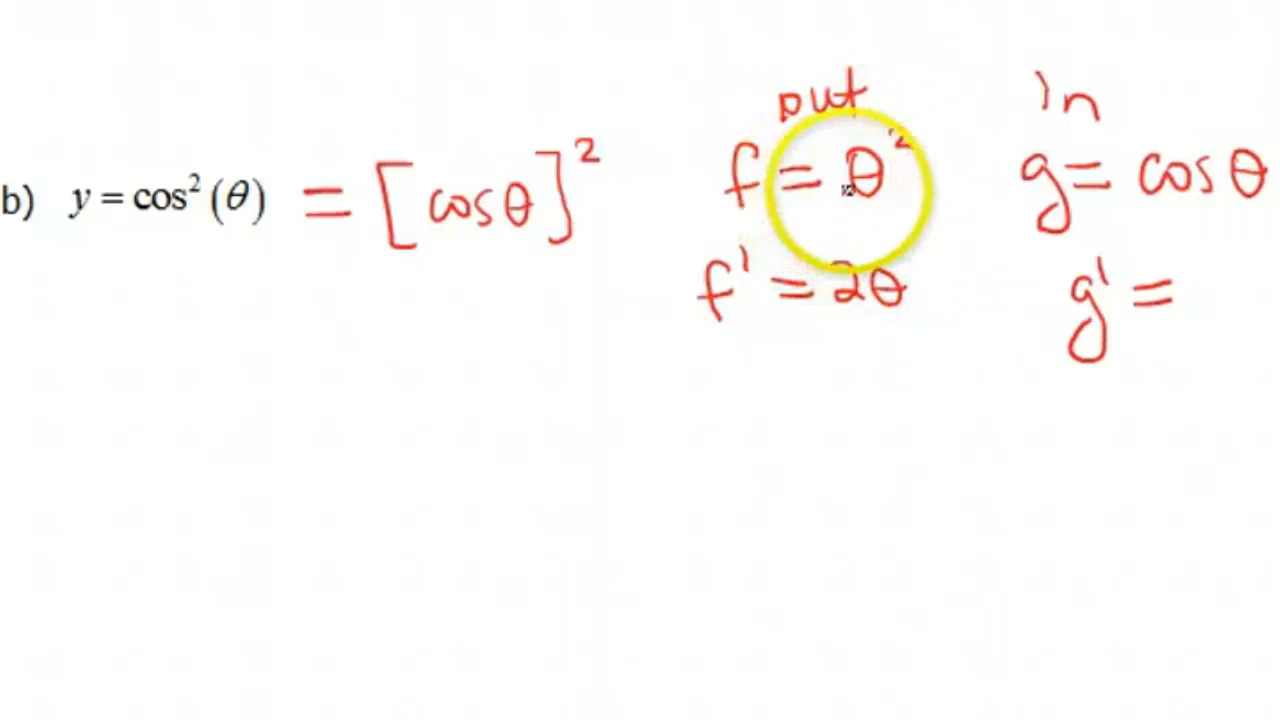 out in
b) y = cos² (θ) = [cosθ]² f = θ² g = cosθ
f' = 2θ g' =